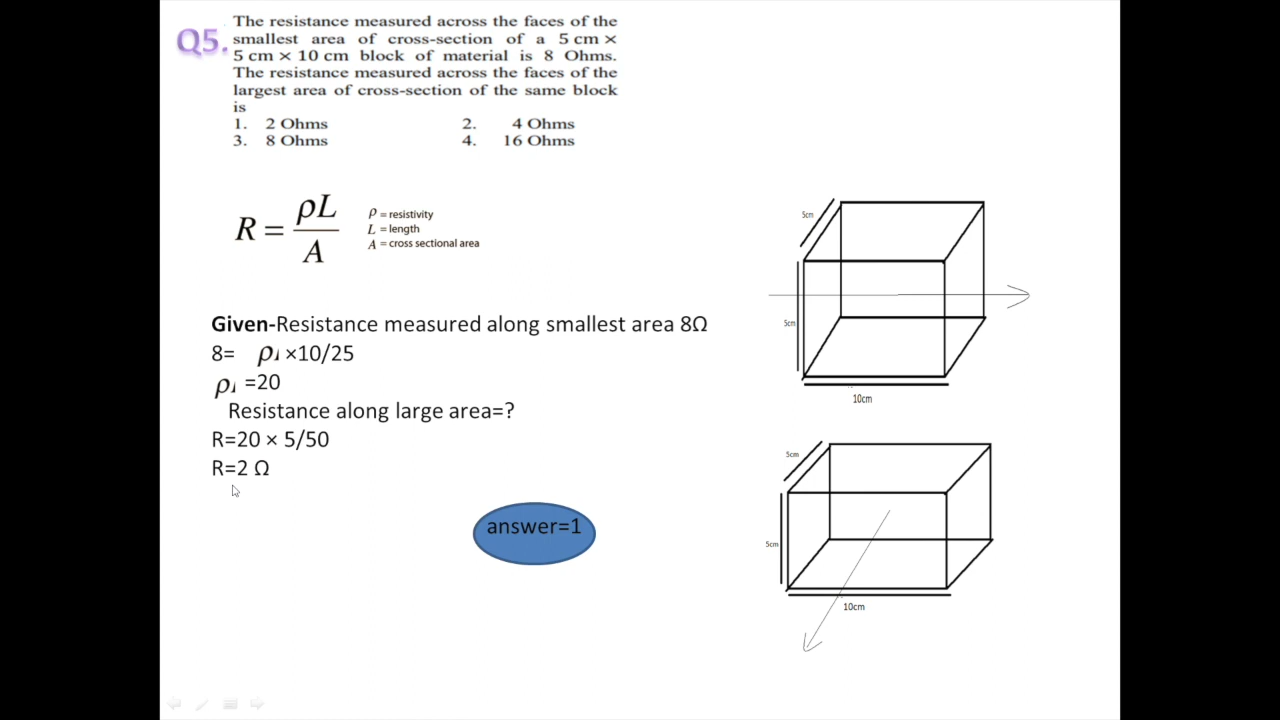 Q5.
The resistance measured across the faces of the
smallest area of cross-section of a 5 cm ×
5 cm × 10 cm block of material is 8 Ohms.
The resistance measured across the faces of the
largest area of cross-section of the same block
is
1. 2 Ohms 2. 4 Ohms
3. 8 Ohms 4. 16 Ohms
R = ρL / A
ρ = resistivity
L = length
A = cross sectional area
Given-Resistance measured along smallest area 8Ω
8= ρ ×10/25
ρ =20
Resistance along large area=?
R=20 × 5/50
R=2 Ω
answer=1
5cm
5cm
10cm
5cm
5cm
10cm